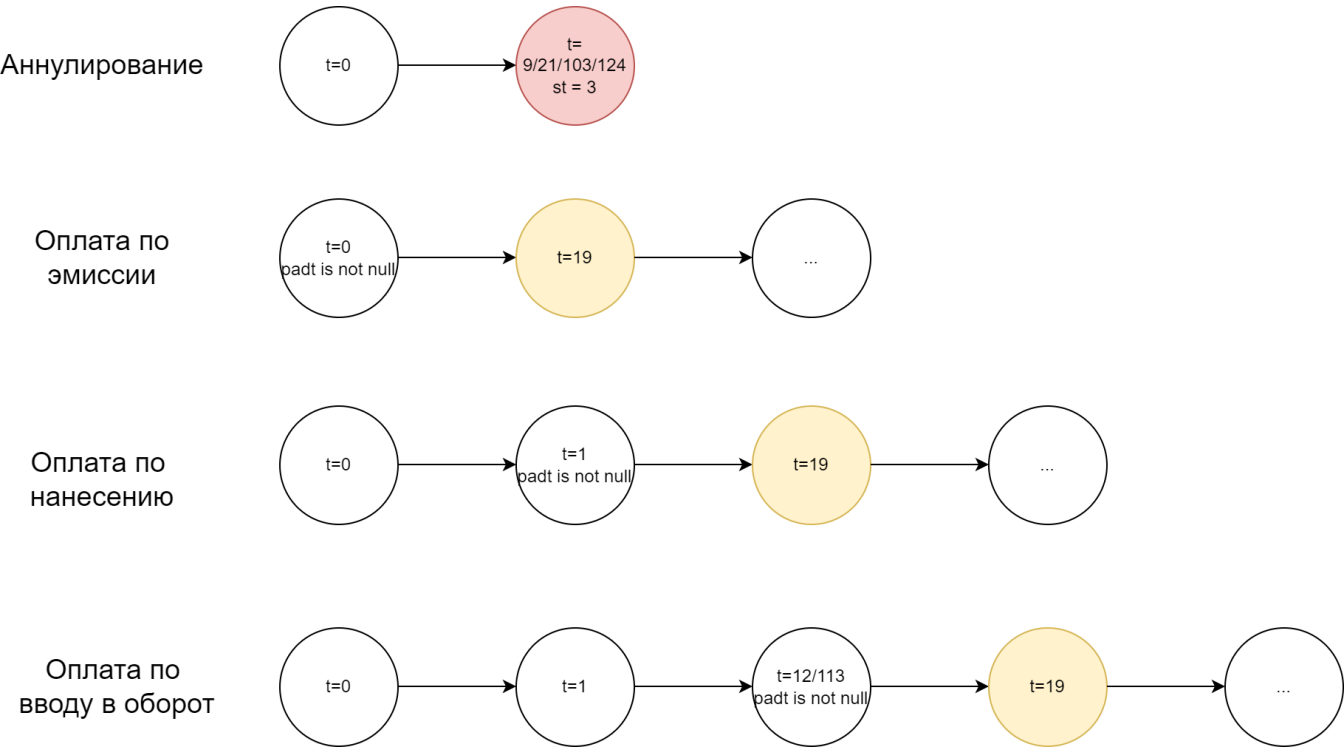 Аннулирование
t=0
t=
9/21/103/124
st = 3
Оплата по
эмиссии
t=0
padt is not null
t=19
...
Оплата по
нанесению
t=0
t=1
padt is not null
t=19
...
Оплата по
вводу в оборот
t=0
t=1
t=12/113
padt is not null
t=19
...